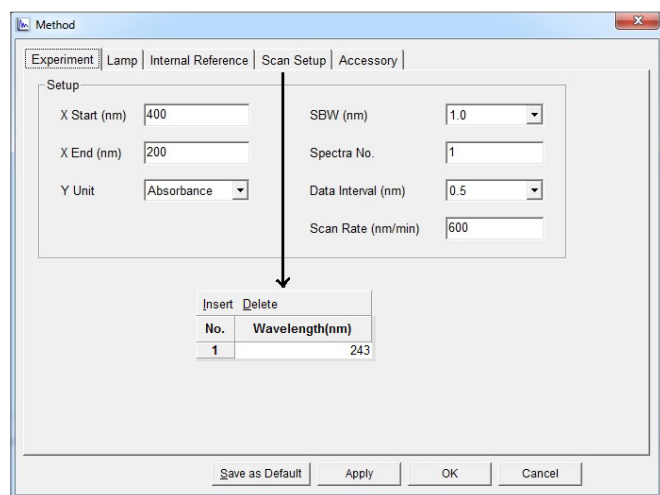 Method
Experiment Lamp Internal Reference Scan Setup Accessory
Setup
X Start (nm) 400 SBW (nm) 1.0
X End (nm) 200 Spectra No. 1
Y Unit Absorbance Data Interval (nm) 0.5
Scan Rate (nm/min) 600
Insert Delete
No. Wavelength(nm)
1 243
Save as Default Apply OK Cancel